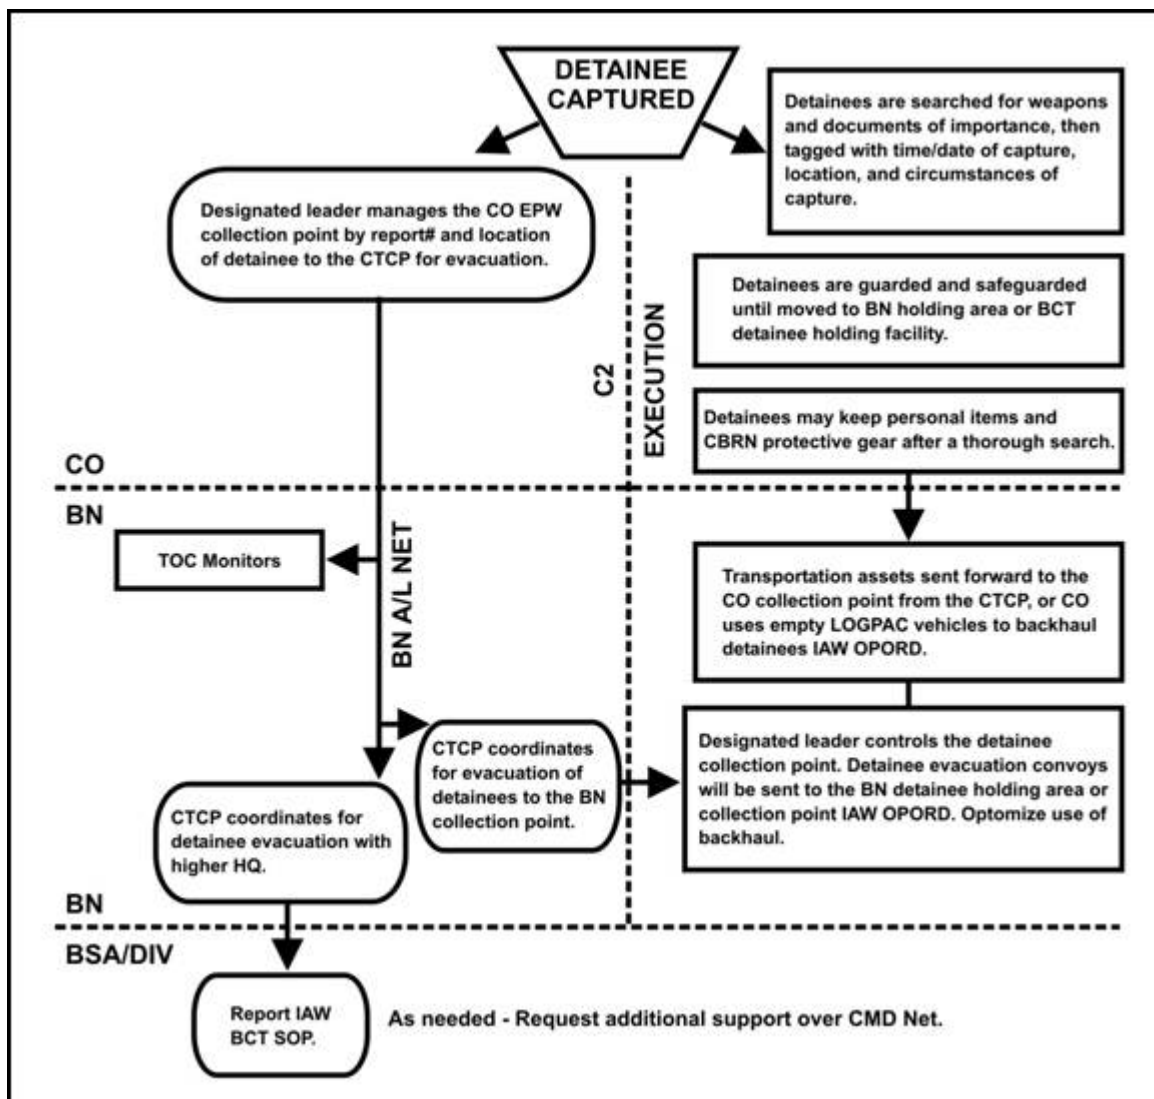 DETAINEE
CAPTURED
Detainees are searched for weapons
and documents of importance, then
tagged with time/date of capture,
location, and circumstances of
capture.
Designated leader manages the CO EPW
collection point by report# and location
of detainee to the CTCP for evacuation.
Detainees are guarded and safeguarded
until moved to BN holding area or BCT
detainee holding facility.
C2
EXECUTION
Detainees may keep personal items and
CBRN protective gear after a thorough search.
CO
BN
TOC Monitors
BN A/L NET
Transportation assets sent forward to the
CO collection point from the CTCP, or CO
uses empty LOGPAC vehicles to backhaul
detainees IAW OPORD.
CTCP coordinates
for evacuation of
detainees to the BN
collection point.
Designated leader controls the detainee
collection point. Detainee evacuation convoys
will be sent to the BN detainee holding area or
collection point IAW OPORD. Optomize use of
backhaul.
CTCP coordinates for
detainee evacuation with
higher HQ.
BN
BSA/DIV
Report IAW
BCT SOP.
As needed - Request additional support over CMD Net.